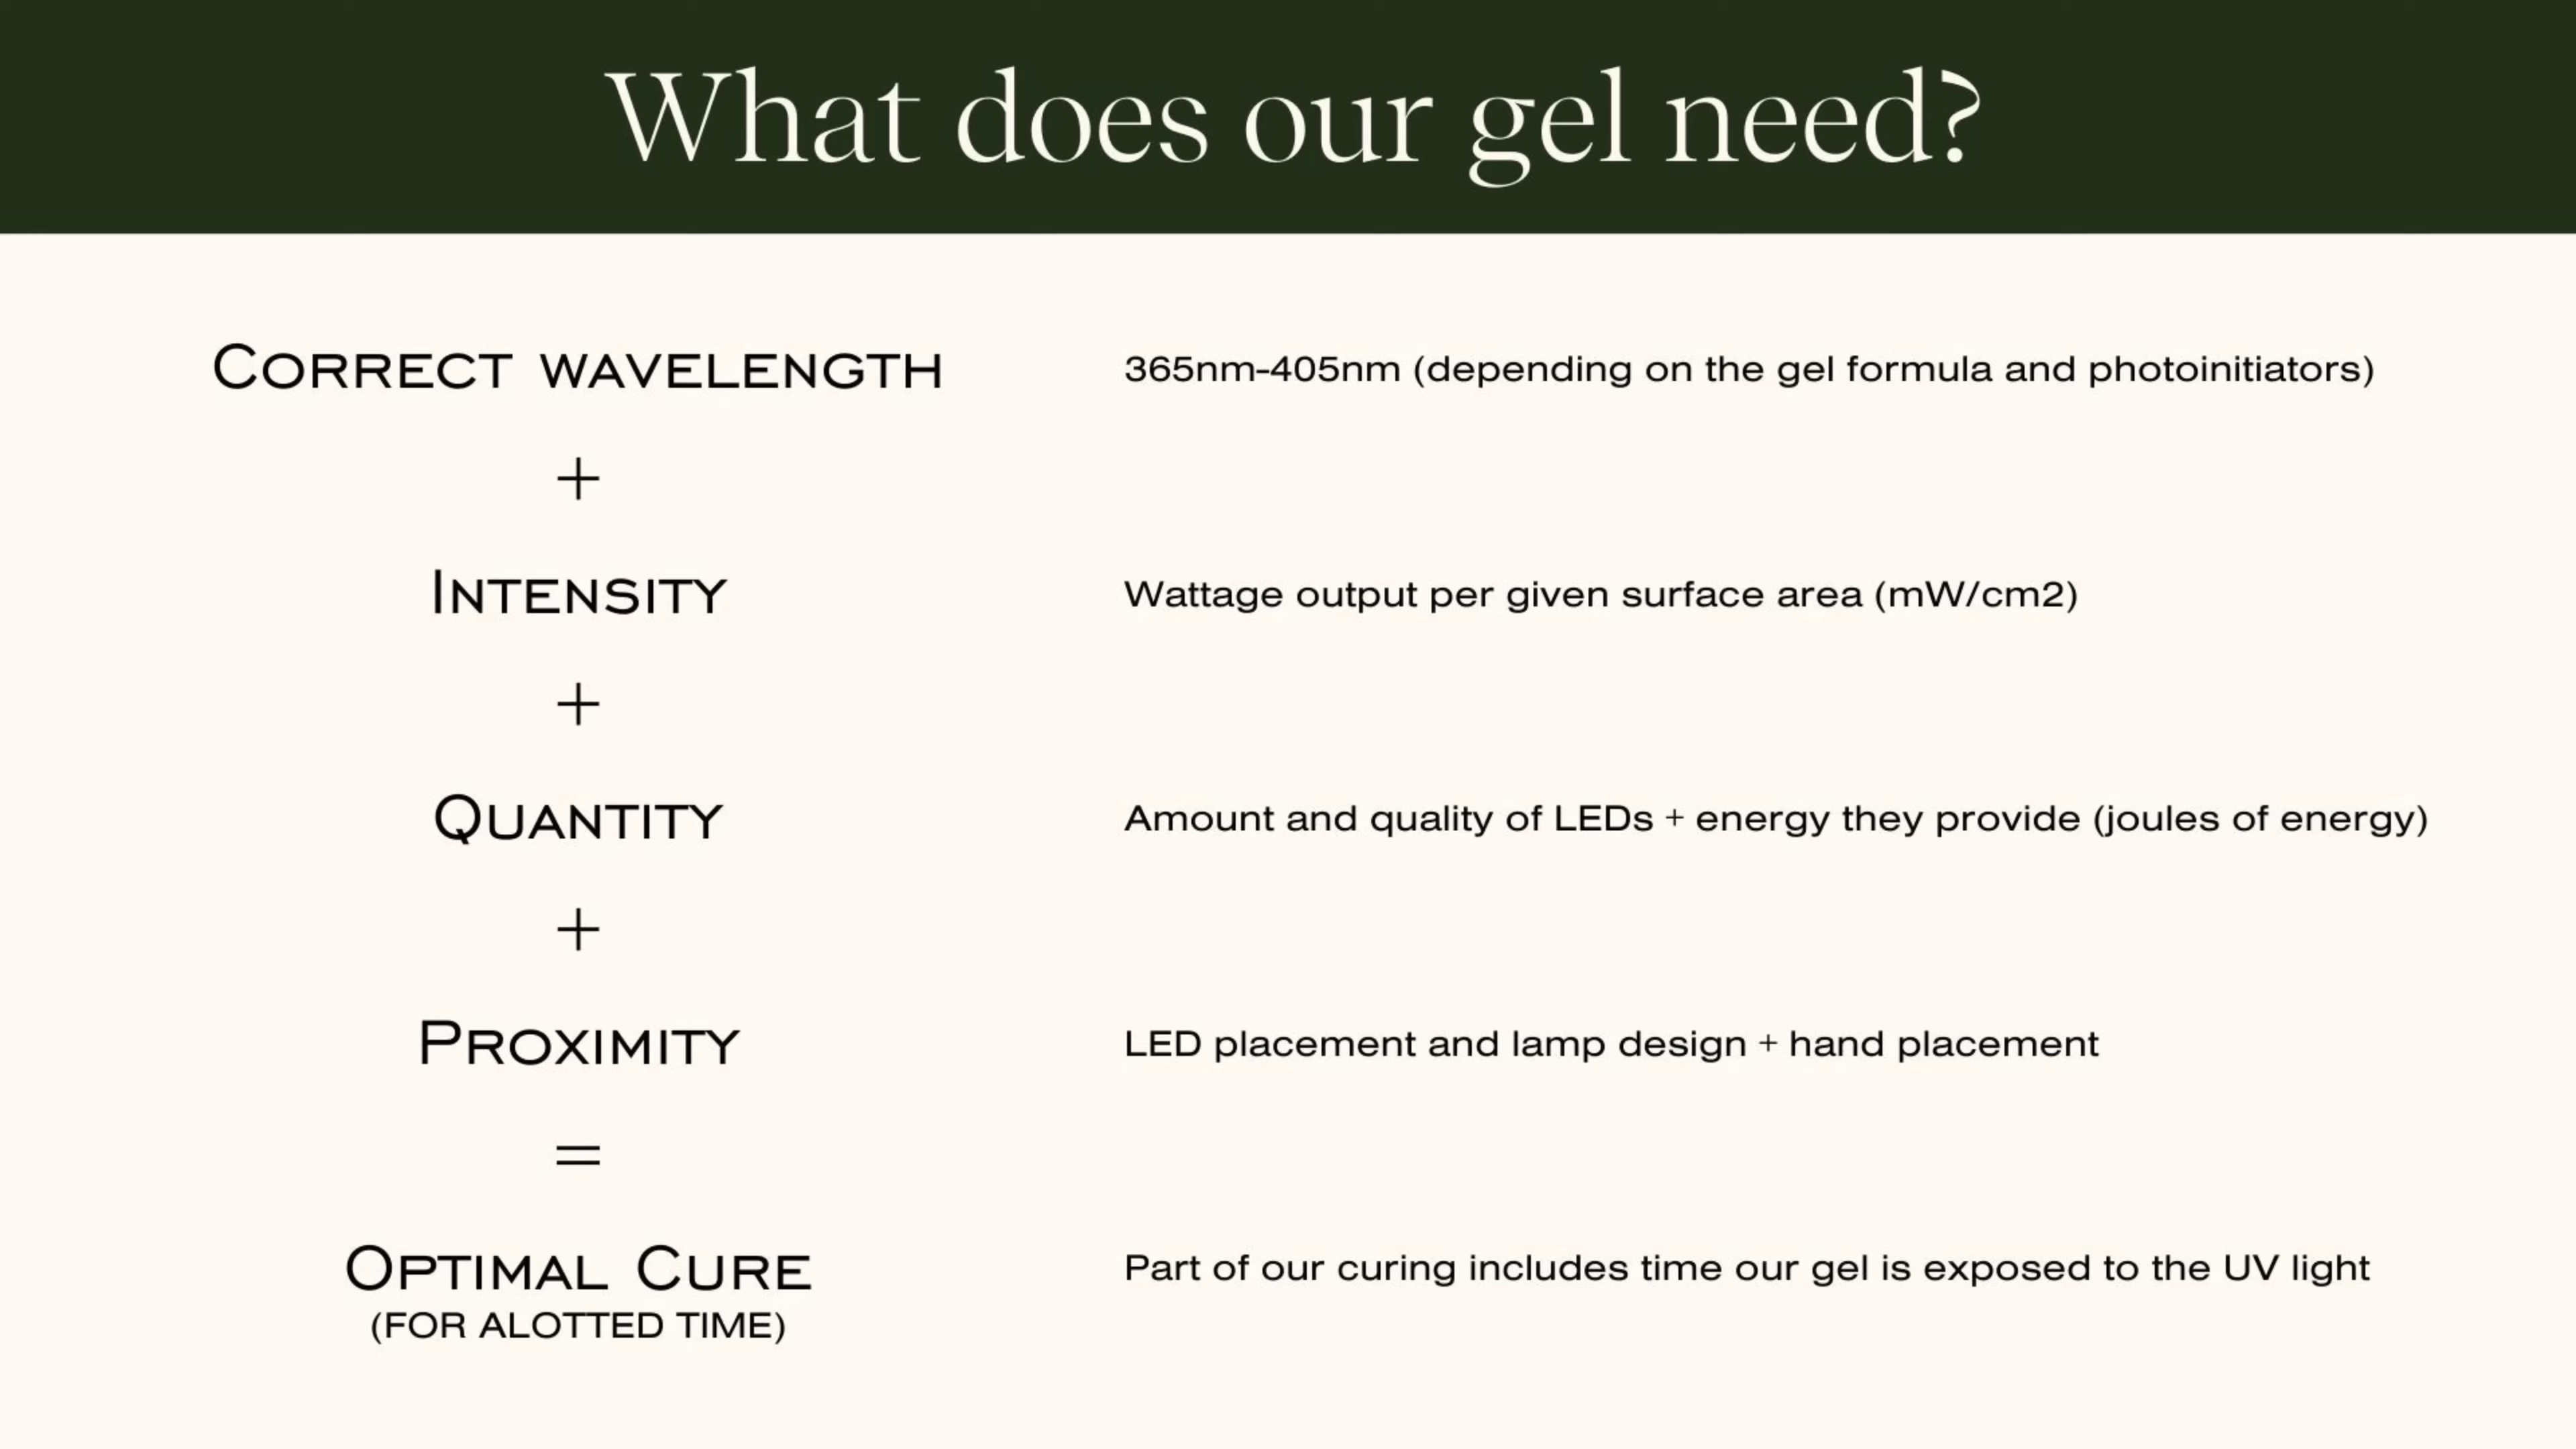 What does our gel need?
Correct wavelength
365nm-405nm (depending on the gel formula and photoinitiators)
+
Intensity
Wattage output per given surface area (mW/cm2)
+
Quantity
Amount and quality of LEDs + energy they provide (joules of energy)
+
Proximity
LED placement and lamp design + hand placement
=
Optimal Cure
Part of our curing includes time our gel is exposed to the UV light
(FOR ALOTTED TIME)